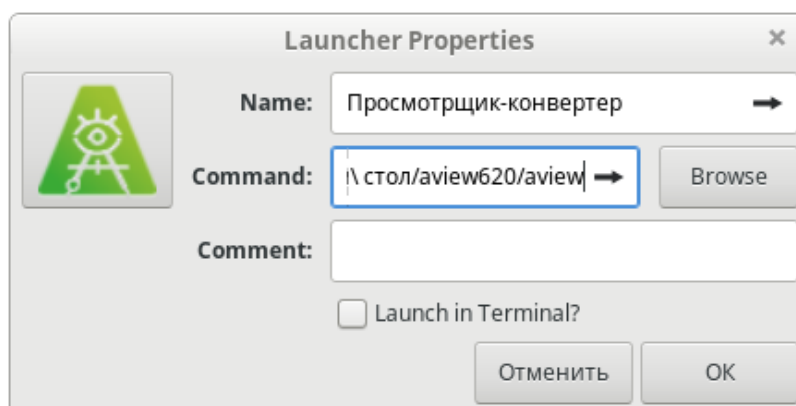 Launcher Properties
Name: Просмотрщик-конвертер
Command: \ стол/aview620/aview Browse
Comment:
Launch in Terminal?
Отменить OK